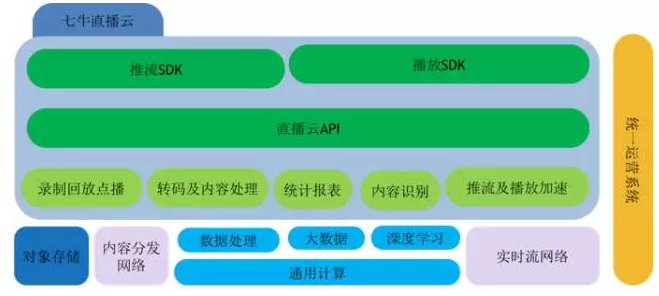 七牛直播云
推流SDK
播放SDK
直播云API
录制回放点播
转码及内容处理
统计报表
内容识别
推流及播放加速
统一运营系统
对象存储
内容分发
网络
数据处理
大数据
深度学习
通用计算
实时流网络